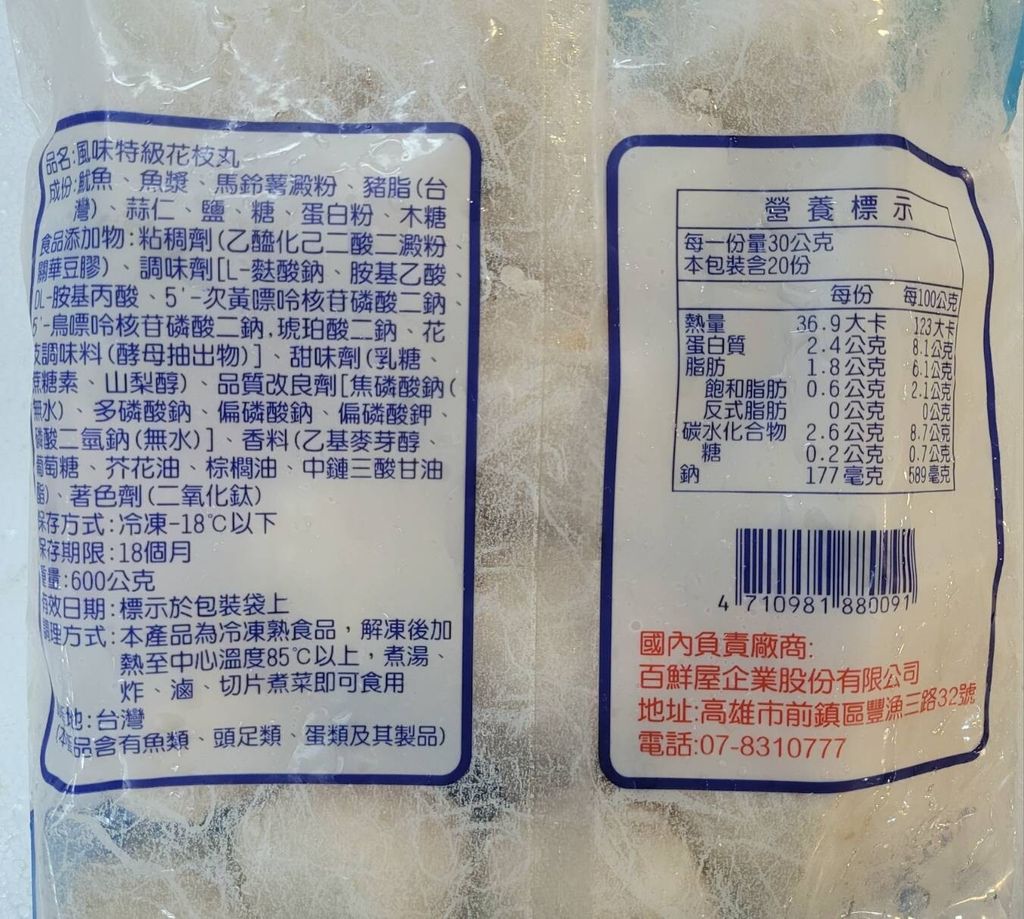 品名:風味特級花枝丸
成份:魷魚、魚漿、馬鈴薯澱粉、豬脂(台
灣)、蒜仁、鹽、糖、蛋白粉、木糖
食品添加物:粘稠劑(乙醯化己二酸二澱粉、
關華豆膠)、調味劑[L-麩酸鈉、胺基乙酸、
DL-胺基丙酸、5'-次黃嘌呤核苷磷酸二鈉、
5'-鳥嘌呤核苷磷酸二鈉,琥珀酸二鈉、花
枝調味料(酵母抽出物)]、甜味劑(乳糖、
蔗糖素、山梨醇)、品質改良劑[焦磷酸鈉(
無水)、多磷酸鈉、偏磷酸鈉、偏磷酸鉀、
磷酸二氫鈉(無水)]、香料(乙基麥芽醇、
葡萄糖、芥花油、棕櫚油、中鏈三酸甘油
脂)、著色劑(二氧化鈦)
保存方式:冷凍-18℃以下
保存期限:18個月
重量:600公克
有效日期:標示於包裝袋上
調理方式:本產品為冷凍熟食品,解凍後加
熱至中心溫度85℃以上,煮湯、
炸、滷、切片煮菜即可食用
原地:台灣
(本產品含有魚類、頭足類、蛋類及其製品)
營養標示
每一份量30公克
本包裝含20份
每份 每100公克
熱量 36.9大卡 123大卡
蛋白質 2.4公克 8.1公克
脂肪 1.8公克 6.1公克
飽和脂肪 0.6公克 2.1公克
反式脂肪 0公克 0公克
碳水化合物 2.6公克 8.7公克
糖 0.2公克 0.7公克
鈉 177毫克 589毫克
4 710981 880091
國內負責廠商:
百鮮屋企業股份有限公司
地址:高雄市前鎮區豐漁三路32號
電話:07-8310777